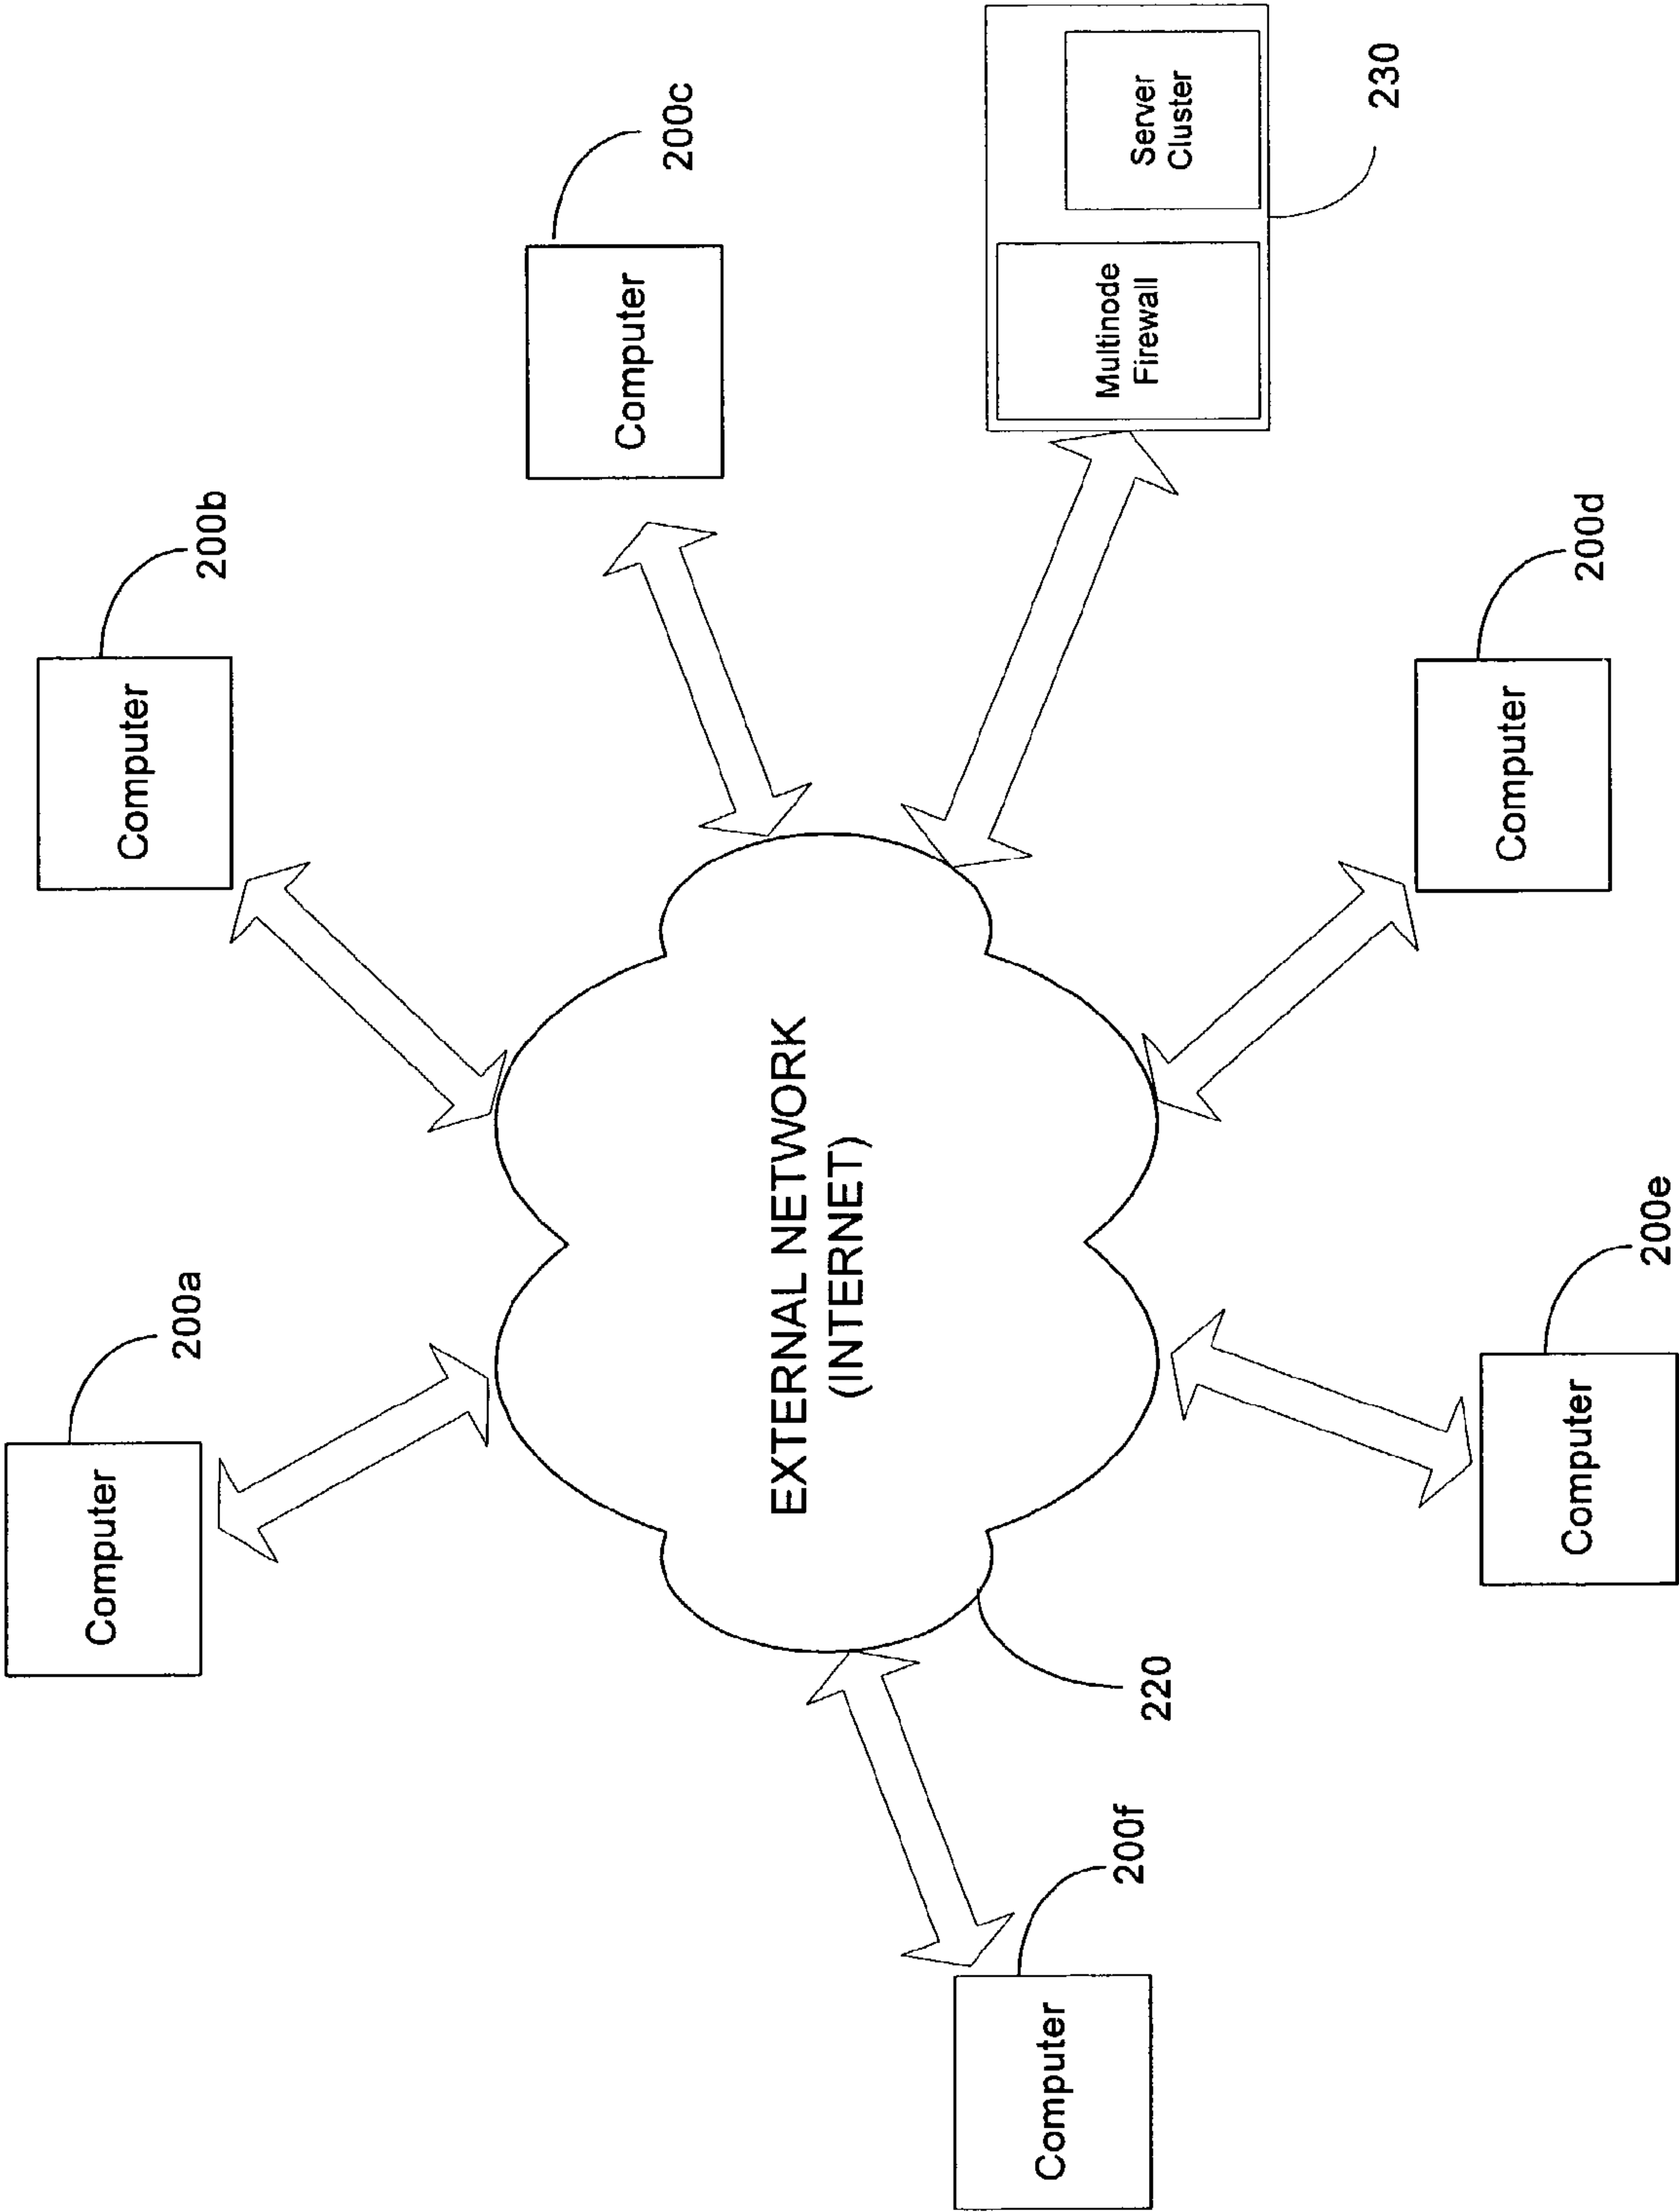 Computer
200a
Computer
200b
Computer
200c
Multinode
Firewall
Server
Cluster
230
EXTERNAL NETWORK
(INTERNET)
220
Computer
200f
Computer
200e
Computer
200d